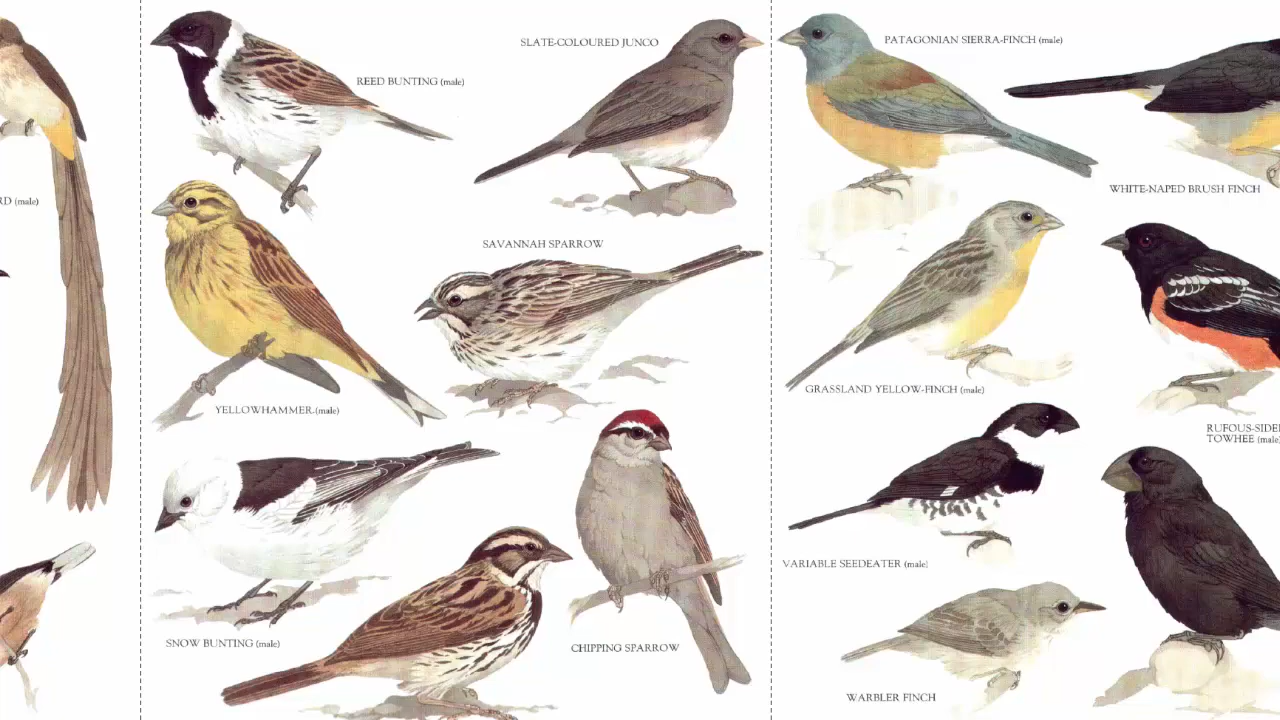 RD (male)
REED BUNTING (male)
SLATE-COLOURED JUNCO
YELLOWHAMMER (male)
SAVANNAH SPARROW
SNOW BUNTING (male)
CHIPPING SPARROW
PATAGONIAN SIERRA-FINCH (male)
WHITE-NAPED BRUSH FINCH
GRASSLAND YELLOW-FINCH (male)
RUFOUS-SIDE
TOWHEE (male
VARIABLE SEEDEATER (male)
WARBLER FINCH